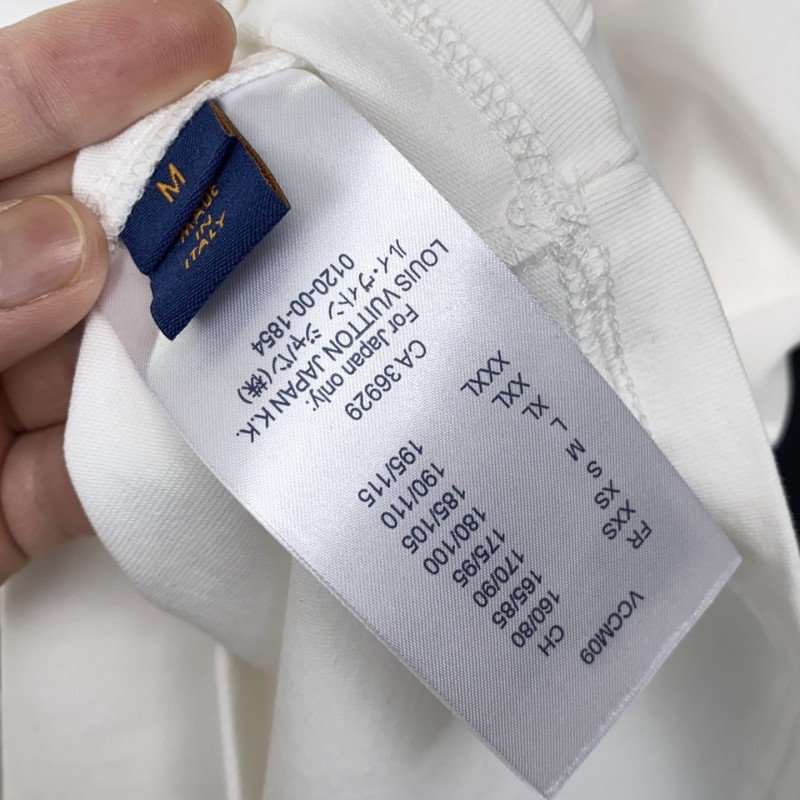 M
MADE
IN
ITALY
VCCM09
FR CH
XXS 160/80
XS 165/85
S 170/90
M 175/95
L 180/100
XL 185/105
XXL 190/110
XXXL 195/115
CA 36929
For Japan only:
LOUIS VUITTON JAPAN K.K.
ルイ・ヴィトン ジャパン(株)
0120-00-1854